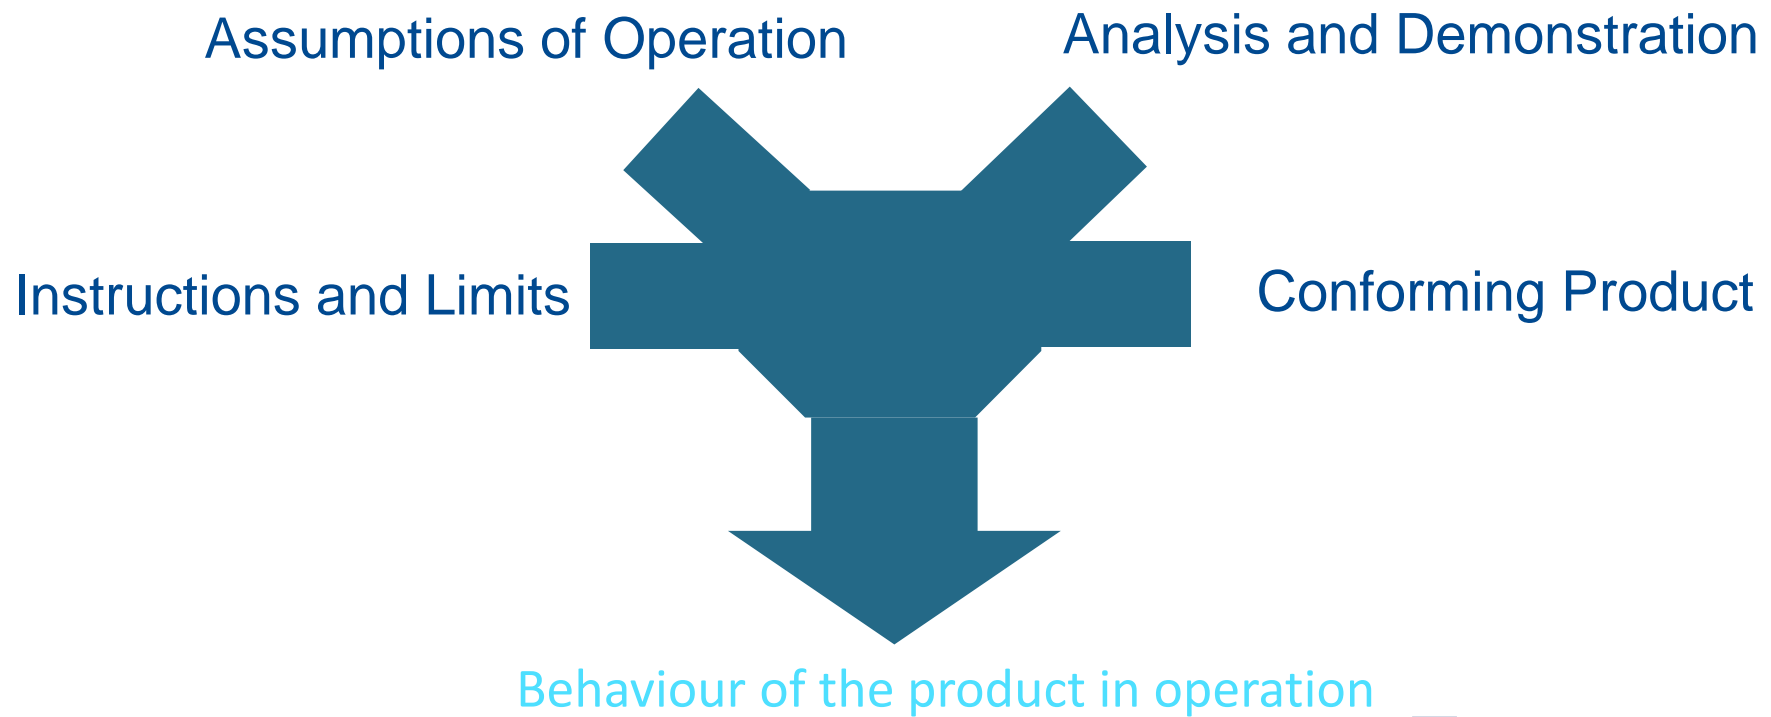 Assumptions of Operation
Analysis and Demonstration
Instructions and Limits
Conforming Product
Behaviour of the product in operation